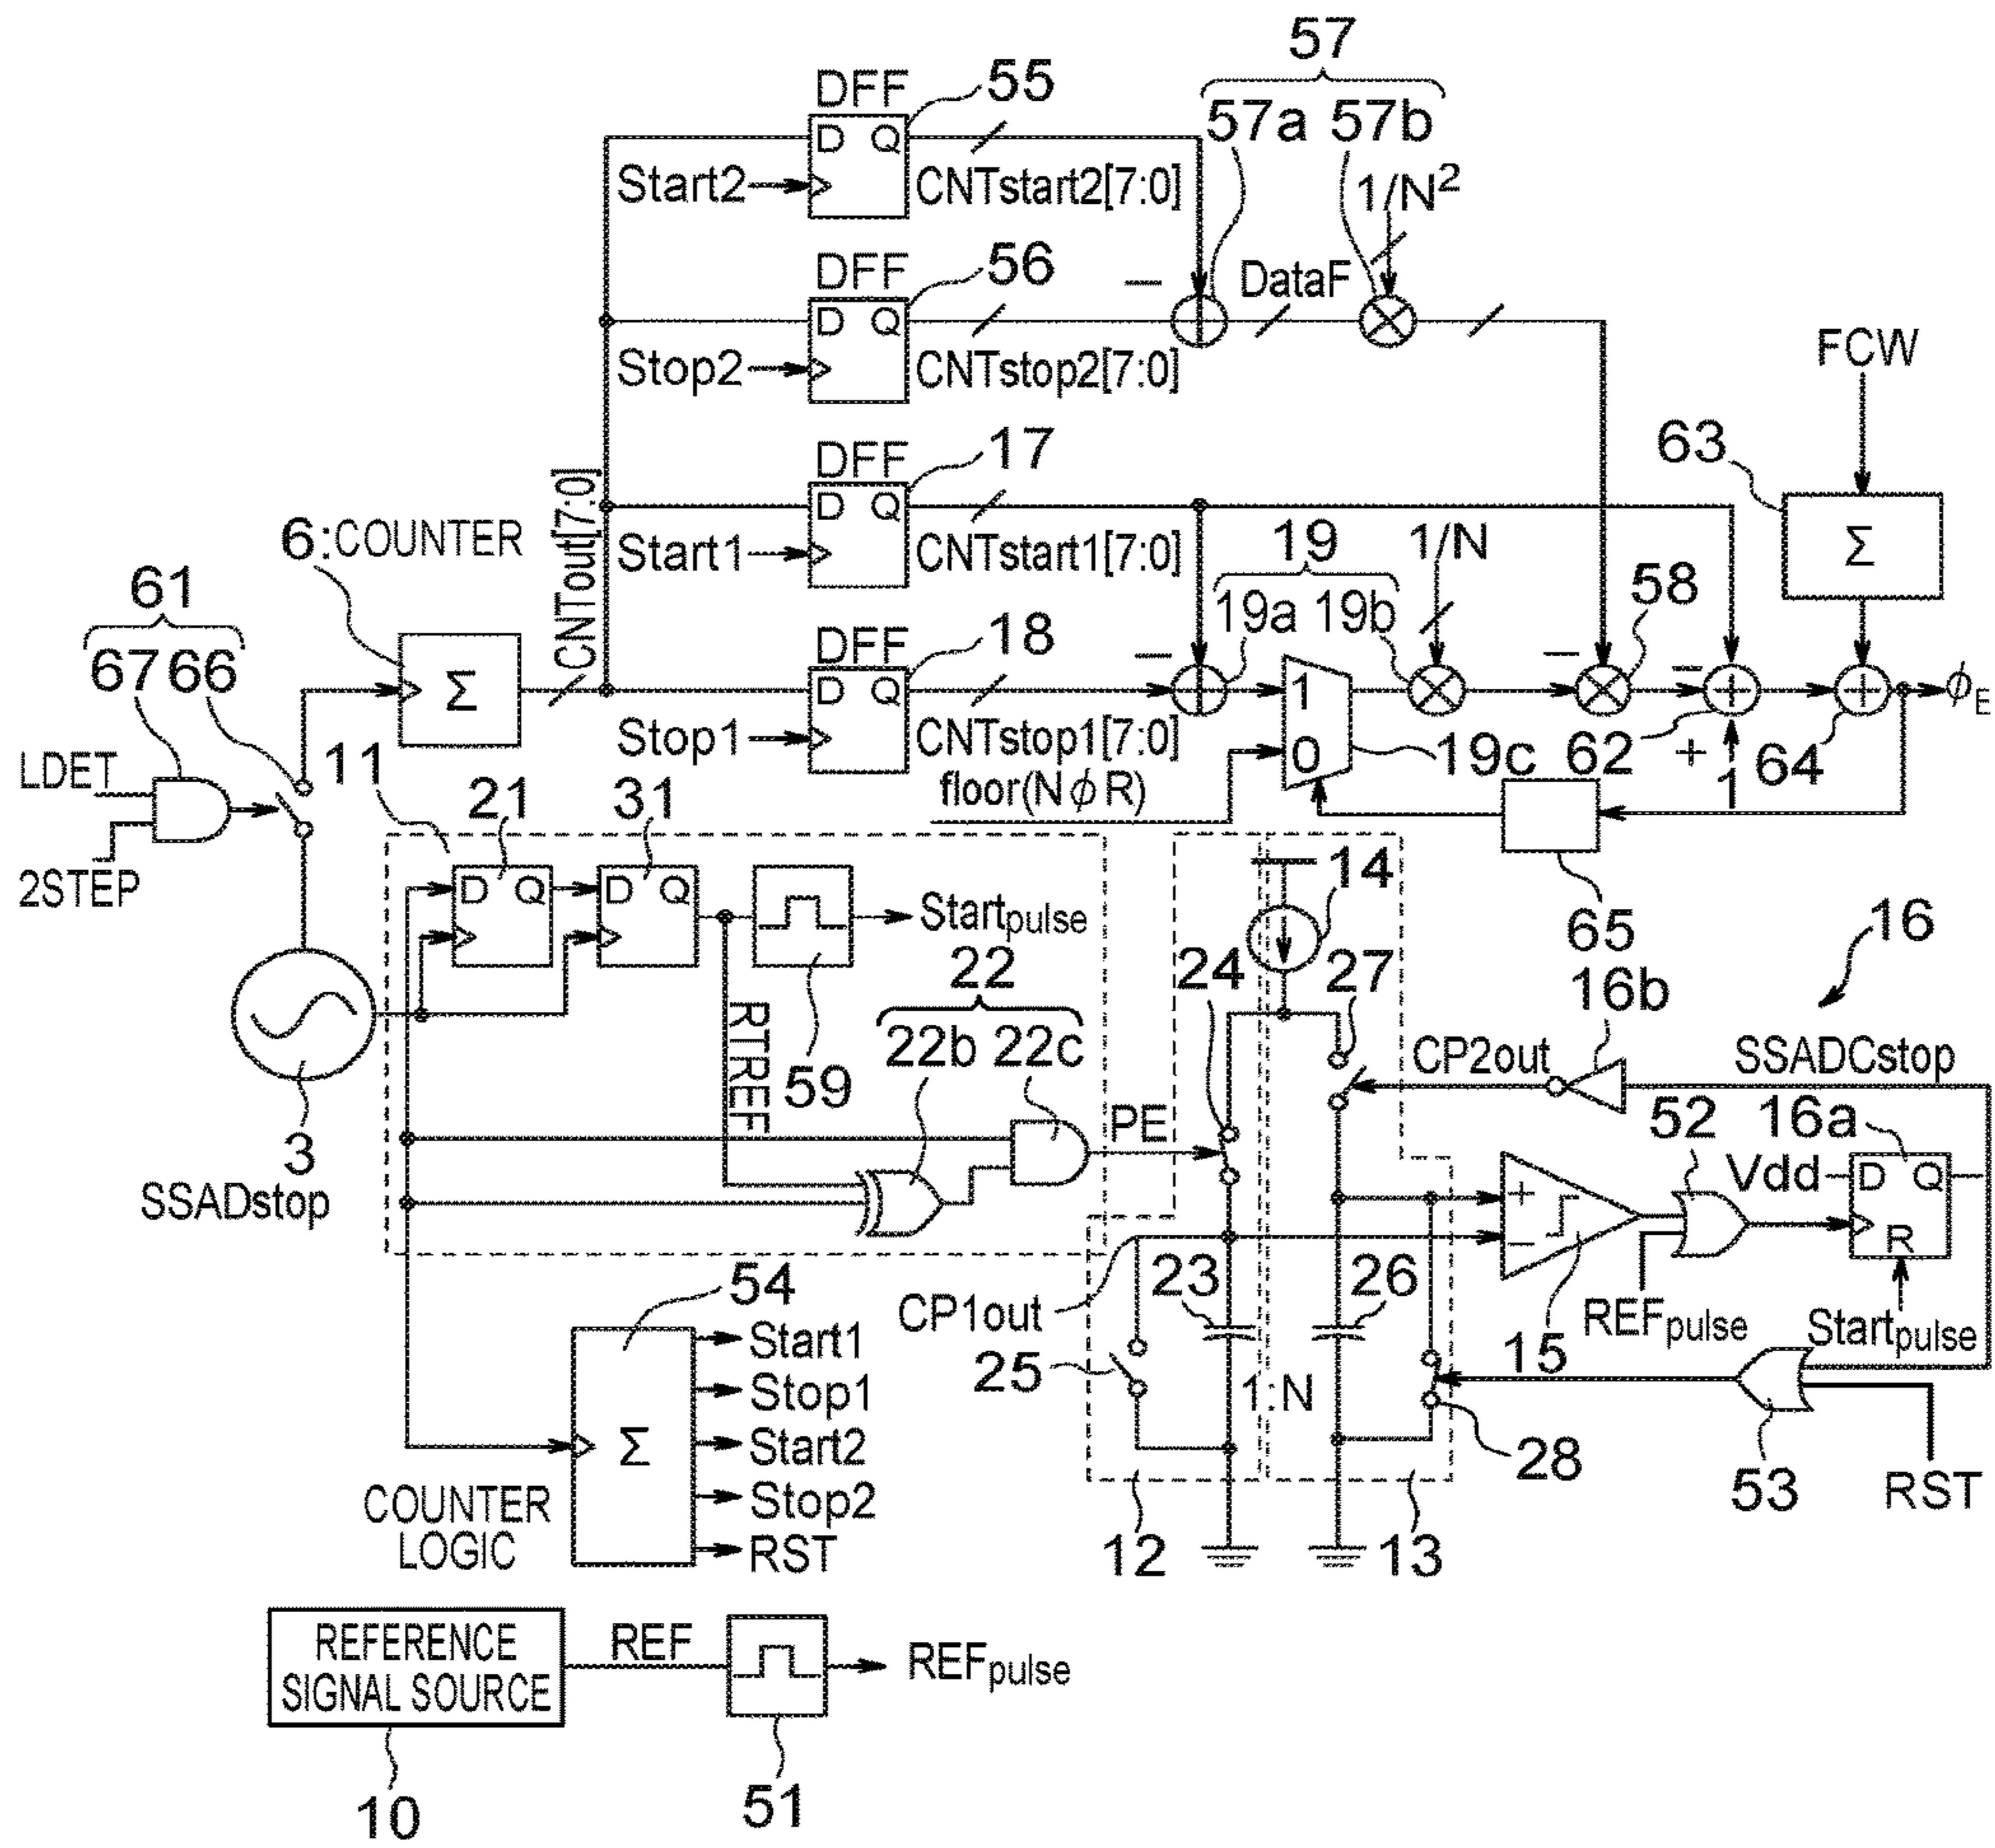 57
DFF 55 57a 57b
D Q
Start2 CNTstart2[7:0] 1/N²
DFF 56 − DataF
D Q
Stop2 CNTstop2[7:0] FCW
DFF 17 63
D Q
Start1 CNTstart1[7:0] 19 1/N Σ
6:COUNTER CNTout[7:0]
61 19a 19b 58
67 66 Σ DFF 18 − − −
D Q 1 + + ϕE
LDET 11 Stop1 CNTstop1[7:0] 0 19c 62 + 1 64
21 31 floor(NϕR)
2STEP D Q D Q Startpulse 14 65 16
24 27 16b
22
RTREF 22b 22c CP2out SSADCstop
3 59 PE 52 16a
SSADstop Vdd D Q
+ −
R
54 CP1out 23 26 REFpulse Startpulse
Start1 15
Stop1 25 1:N
Σ Start2 28 53
COUNTER LOGIC Stop2 RST
RST 12 13
REFERENCE SIGNAL SOURCE REF REFpulse
10 51